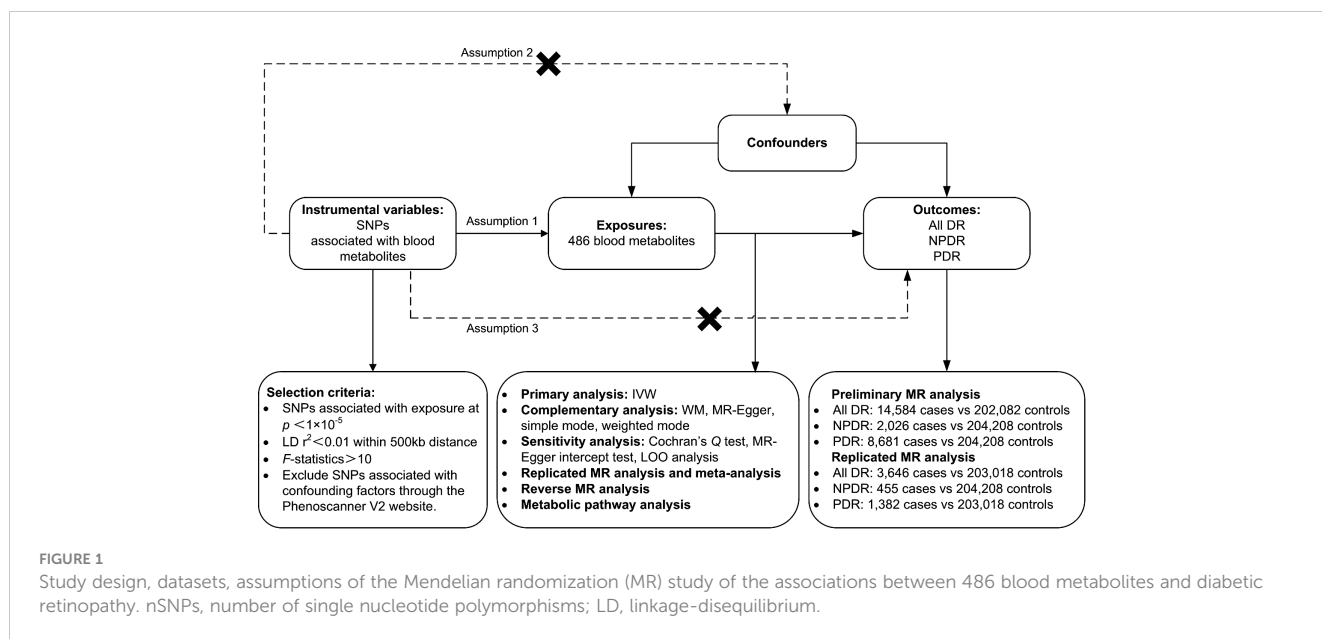 Assumption 2
Confounders
Instrumental variables:
SNPs
associated with blood
metabolites
Assumption 1
Exposures:
486 blood metabolites
Outcomes:
All DR
NPDR
PDR
Assumption 3
Selection criteria:
• SNPs associated with exposure at
p <1×10⁻⁵
• LD r²<0.01 within 500kb distance
• F-statistics>10
• Exclude SNPs associated with
confounding factors through the
Phenoscanner V2 website.
• Primary analysis: IVW
• Complementary analysis: WM, MR-Egger,
simple mode, weighted mode
• Sensitivity analysis: Cochran's Q test, MR-
Egger intercept test, LOO analysis
• Replicated MR analysis and meta-analysis
• Reverse MR analysis
• Metabolic pathway analysis
Preliminary MR analysis
• All DR: 14,584 cases vs 202,082 controls
• NPDR: 2,026 cases vs 204,208 controls
• PDR: 8,681 cases vs 204,208 controls
Replicated MR analysis
• All DR: 3,646 cases vs 203,018 controls
• NPDR: 455 cases vs 204,208 controls
• PDR: 1,382 cases vs 203,018 controls
FIGURE 1
Study design, datasets, assumptions of the Mendelian randomization (MR) study of the associations between 486 blood metabolites and diabetic
retinopathy. nSNPs, number of single nucleotide polymorphisms; LD, linkage-disequilibrium.